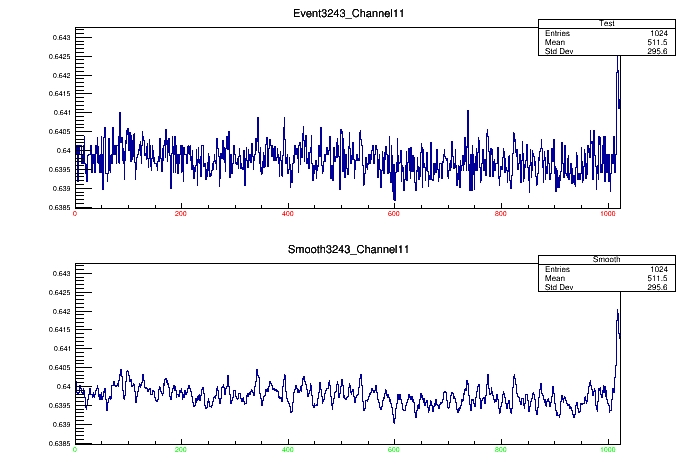 Event3243_Channel11
Test
Entries 1024
Mean 511.5
Std Dev 295.6
0.643
0.6425
0.642
0.6415
0.641
0.6405
0.64
0.6395
0.639
0.6385
0 200 400 600 800 1000
Smooth3243_Channel11
Smooth
Entries 1024
Mean 511.5
Std Dev 295.6
0.643
0.6425
0.642
0.6415
0.641
0.6405
0.64
0.6395
0.639
0.6385
0 200 400 600 800 1000